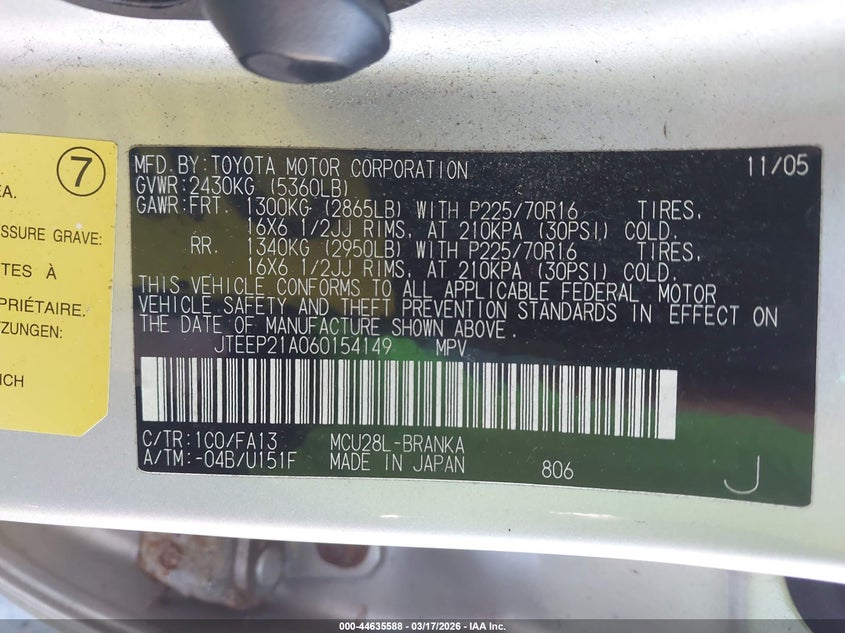 7
EA.
ESSURE GRAVE:
TES À
PRIÉTAIRE.
TZUNGEN:
ICH
MFD.BY:TOYOTA MOTOR CORPORATION 11/05
GVWR:2430KG (5360LB)
GAWR:FRT. 1300KG (2865LB) WITH P225/70R16 TIRES,
16X6 1/2JJ RIMS, AT 210KPA (30PSI) COLD.
RR. 1340KG (2950LB) WITH P225/70R16 TIRES,
16X6 1/2JJ RIMS, AT 210KPA (30PSI) COLD.
THIS VEHICLE CONFORMS TO ALL APPLICABLE FEDERAL MOTOR
VEHICLE SAFETY AND THEFT PREVENTION STANDARDS IN EFFECT ON
THE DATE OF MANUFACTURE SHOWN ABOVE.
JTEEP21A060154149 MPV
C/TR:1C0/FA13 MCU28L-BRANKA
A/TM:-04B/U151F MADE IN JAPAN 806 J
000-44635588 - 03/17/2026 - IAA Inc.